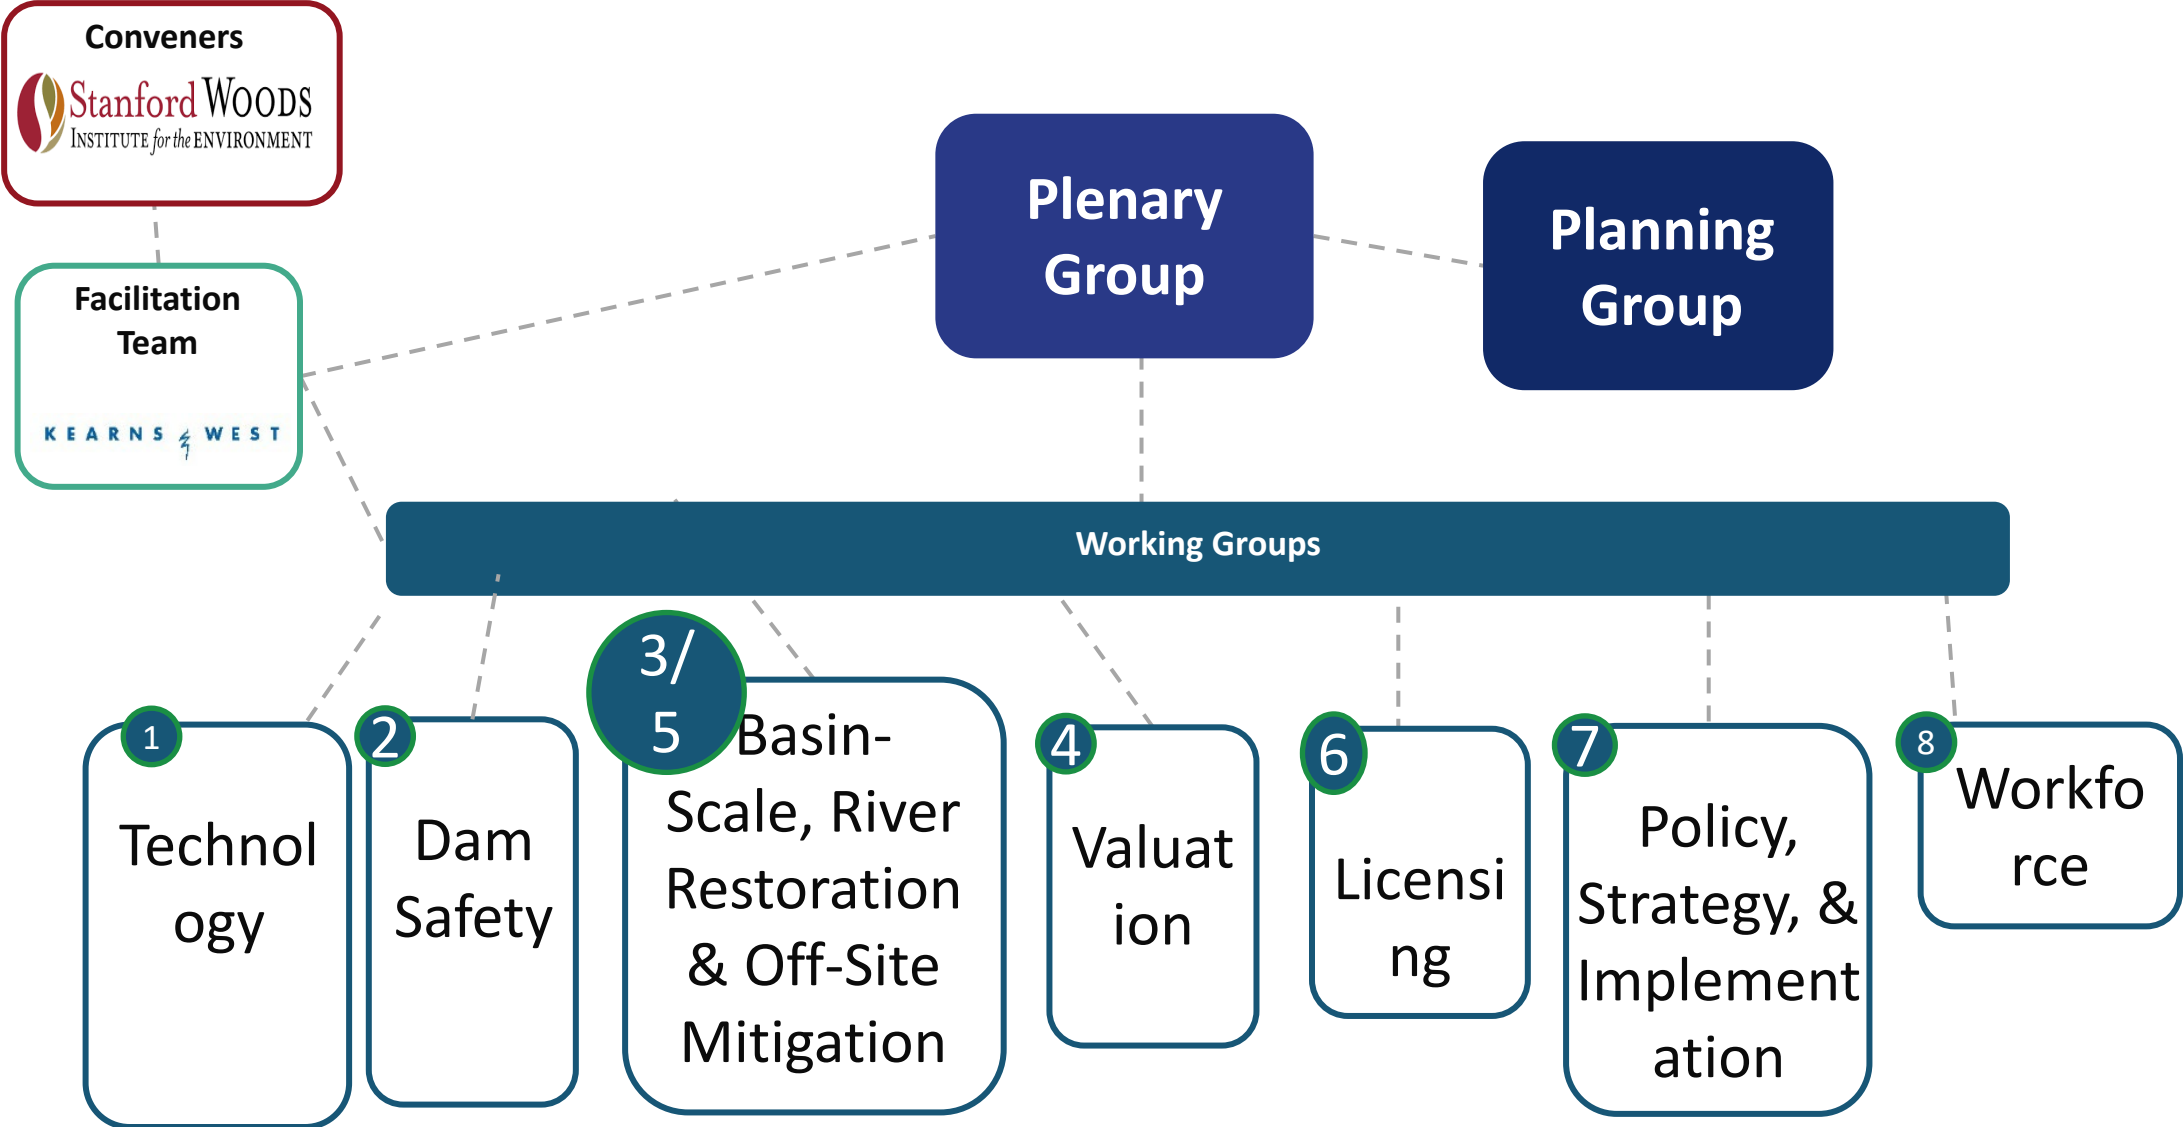 Conveners
Stanford WOODS
INSTITUTE for the ENVIRONMENT
Facilitation
Team
KEARNS WEST
Plenary
Group
Planning
Group
Working Groups
1
Technol
ogy
2
Dam
Safety
3/
5
Basin-
Scale, River
Restoration
& Off-Site
Mitigation
4
Valuat
ion
6
Licensi
ng
7
Policy,
Strategy, &
Implement
ation
8
Workfo
rce